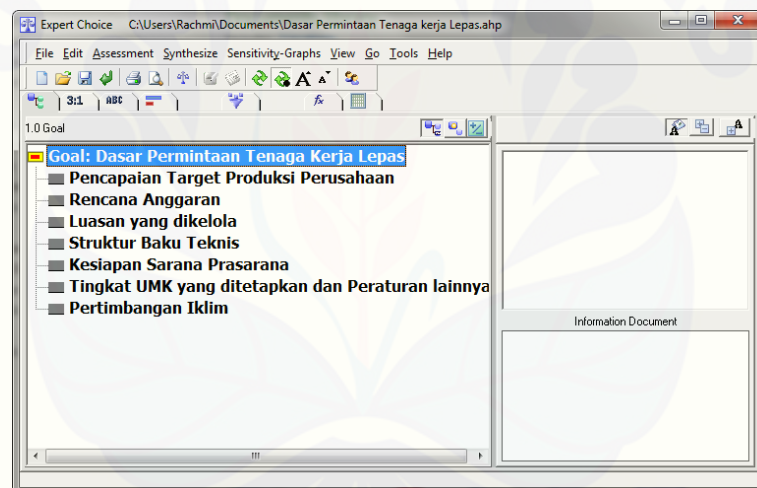 Expert Choice C:\Users\Rachmi\Documents\Dasar Permintaan Tenaga kerja Lepas.ahp
File Edit Assessment Synthesize Sensitivity-Graphs View Go Tools Help
3:1 ABC fx
1.0 Goal
Goal: Dasar Permintaan Tenaga Kerja Lepas
Pencapaian Target Produksi Perusahaan
Rencana Anggaran
Luasan yang dikelola
Struktur Baku Teknis
Kesiapan Sarana Prasarana
Tingkat UMK yang ditetapkan dan Peraturan lainnya
Pertimbangan Iklim
Information Document